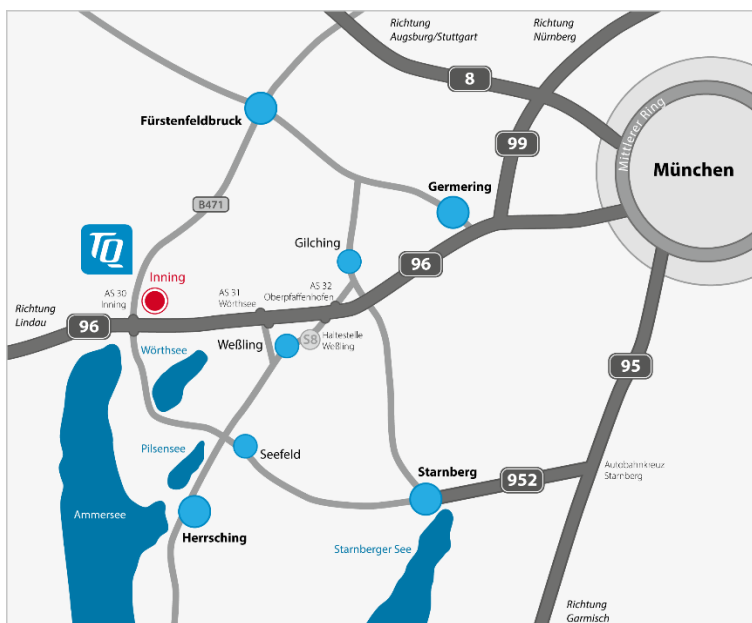 Richtung
Augsburg/Stuttgart
Richtung
Nürnberg
8
Mittlerer Ring
99
München
Fürstenfeldbruck
Germering
B471
TQ
Gilching
96
Inning
AS 30
Inning
AS 31
Wörthsee
AS 32
Oberpfaffenhofen
Richtung
Lindau
96
Weßling
S8
Haltestelle
Weßling
Wörthsee
95
Pilsensee
Seefeld
Starnberg
952
Autobahnkreuz
Starnberg
Ammersee
Herrsching
Starnberger See
Richtung
Garmisch